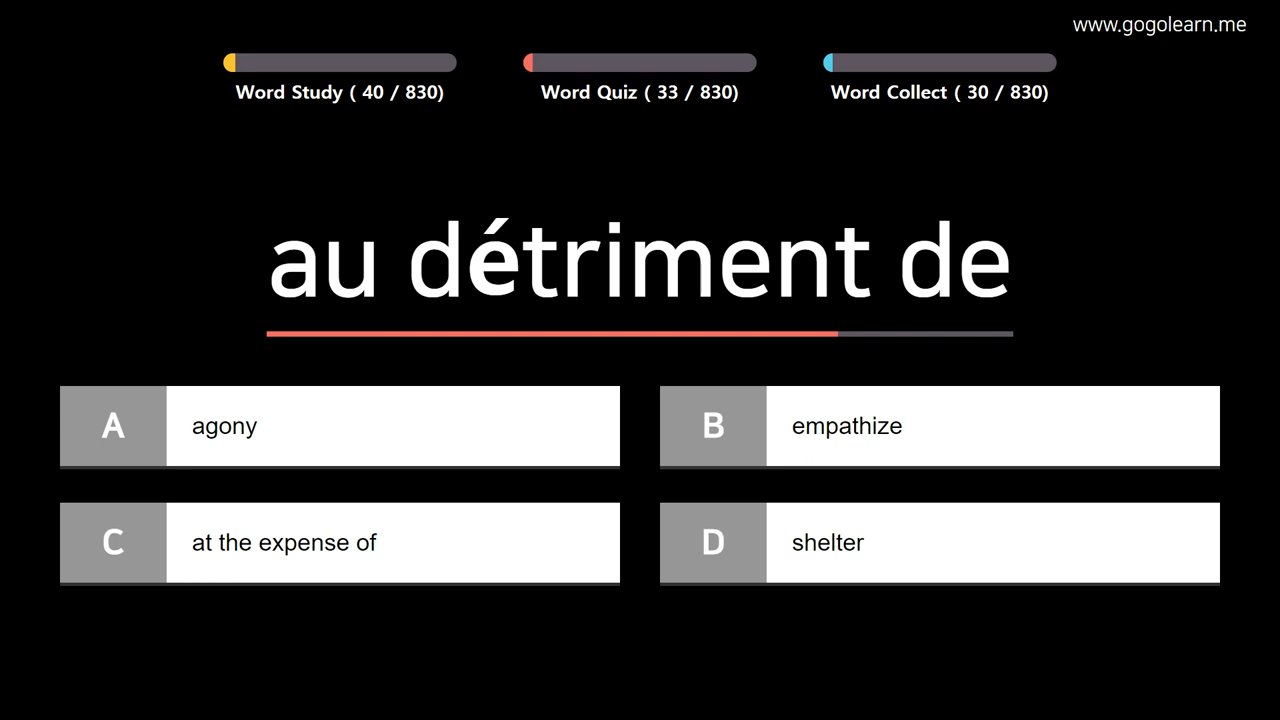 www.gogolearn.me
Word Study ( 40 / 830)
Word Quiz ( 33 / 830)
Word Collect ( 30 / 830)
au détriment de
A agony
B empathize
C at the expense of
D shelter